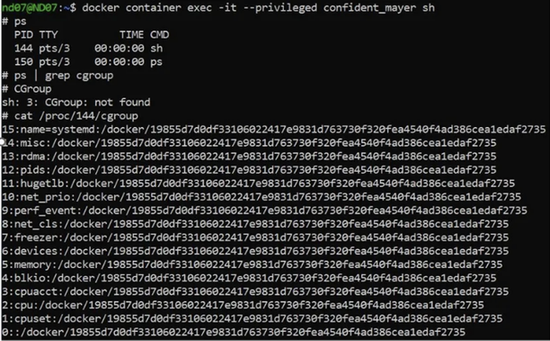 nd07@ND07:~$ docker container exec -it --privileged confident_mayer sh
# ps
PID TTY TIME CMD
144 pts/3 00:00:00 sh
150 pts/3 00:00:00 ps
# ps | grep cgroup
# CGroup
sh: 3: CGroup: not found
# cat /proc/144/cgroup
15:name=systemd:/docker/19855d7d0df33106022417e9831d763730f320fea4540f4ad386cea1edaf2735
14:misc:/docker/19855d7d0df33106022417e9831d763730f320fea4540f4ad386cea1edaf2735
13:rdma:/docker/19855d7d0df33106022417e9831d763730f320fea4540f4ad386cea1edaf2735
12:pids:/docker/19855d7d0df33106022417e9831d763730f320fea4540f4ad386cea1edaf2735
11:hugetlb:/docker/19855d7d0df33106022417e9831d763730f320fea4540f4ad386cea1edaf2735
10:net_prio:/docker/19855d7d0df33106022417e9831d763730f320fea4540f4ad386cea1edaf2735
9:perf_event:/docker/19855d7d0df33106022417e9831d763730f320fea4540f4ad386cea1edaf2735
8:net_cls:/docker/19855d7d0df33106022417e9831d763730f320fea4540f4ad386cea1edaf2735
7:freezer:/docker/19855d7d0df33106022417e9831d763730f320fea4540f4ad386cea1edaf2735
6:devices:/docker/19855d7d0df33106022417e9831d763730f320fea4540f4ad386cea1edaf2735
5:memory:/docker/19855d7d0df33106022417e9831d763730f320fea4540f4ad386cea1edaf2735
4:blkio:/docker/19855d7d0df33106022417e9831d763730f320fea4540f4ad386cea1edaf2735
3:cpuacct:/docker/19855d7d0df33106022417e9831d763730f320fea4540f4ad386cea1edaf2735
2:cpu:/docker/19855d7d0df33106022417e9831d763730f320fea4540f4ad386cea1edaf2735
1:cpuset:/docker/19855d7d0df33106022417e9831d763730f320fea4540f4ad386cea1edaf2735
0::/docker/19855d7d0df33106022417e9831d763730f320fea4540f4ad386cea1edaf2735